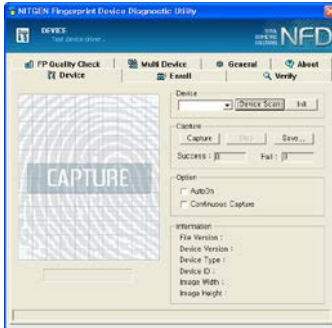 NITGEN Fingerprint Device Diagnostic Utility
DEVICE
Test device driver.
NFD
FP Quality Check
Multi Device
General
About
Device
Enroll
Verify
Device
Device Scan
Init
Capture
Capture
Stop
Save...
Success : 0
Fail : 0
CAPTURE
Option
AutoOn
Continuous Capture
Information
File Version :
Device Version :
Device Type :
Device ID :
Image Width :
Image Height :